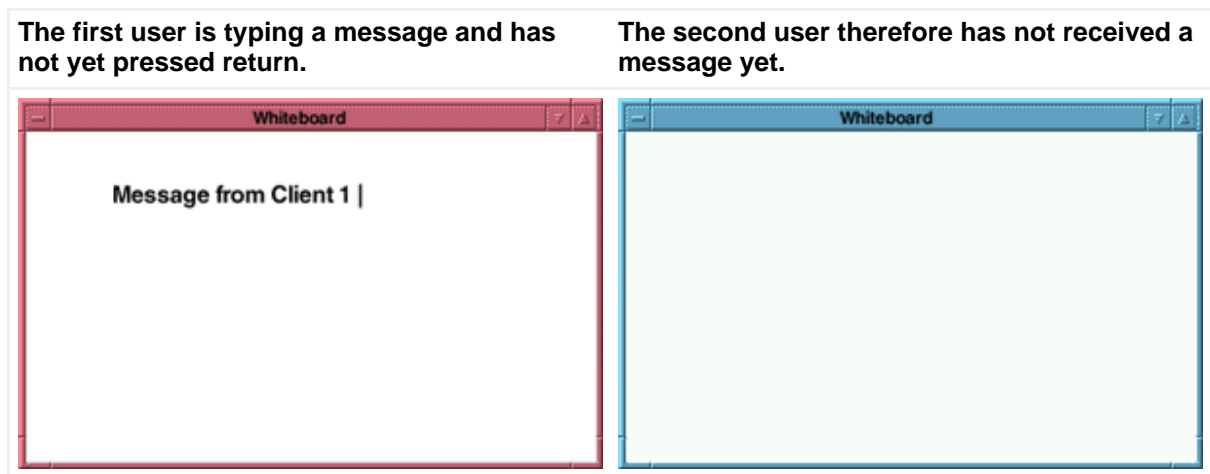 The first user is typing a message and has
not yet pressed return.
The second user therefore has not received a
message yet.
Whiteboard
Message from Client 1
Whiteboard